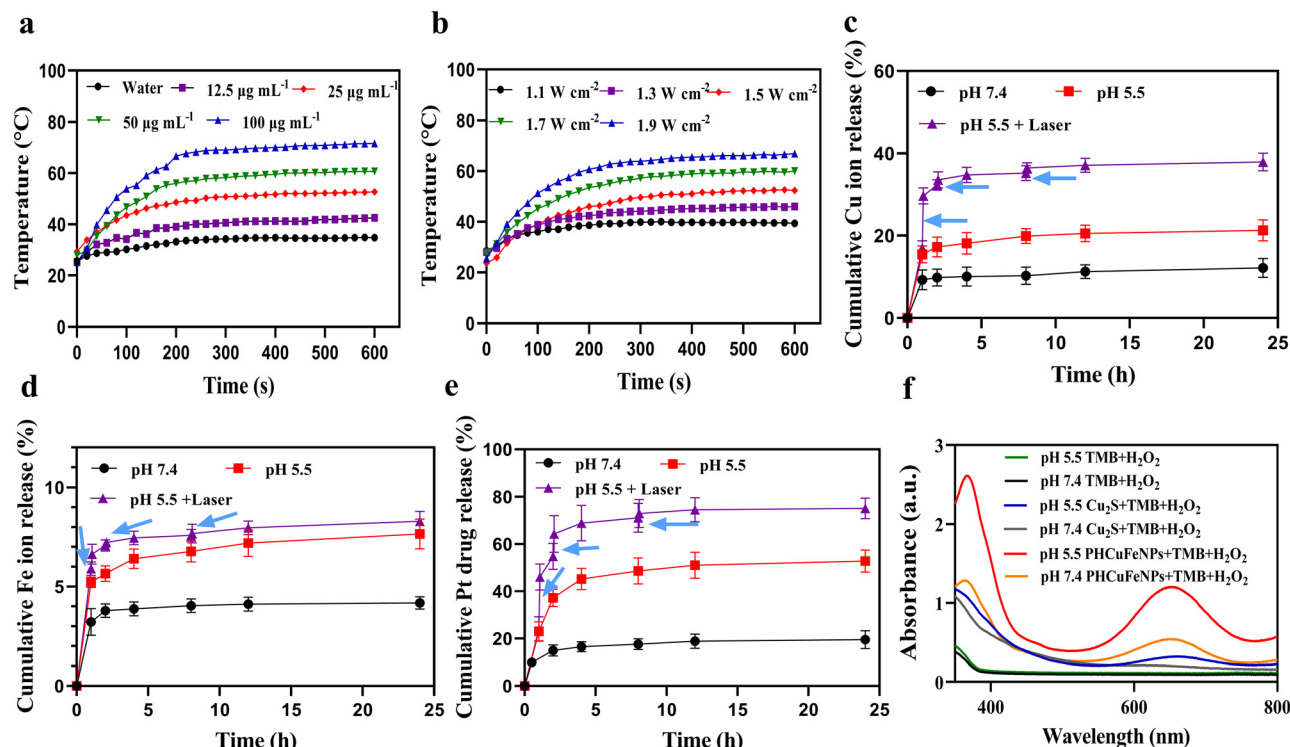 a
Temperature (°C)
100
80
60
40
20
0
Water
12.5 µg mL⁻¹
25 µg mL⁻¹
50 µg mL⁻¹
100 µg mL⁻¹
0 100 200 300 400 500 600
Time (s)
b
Temperature (°C)
100
80
60
40
20
0
1.1 W cm⁻²
1.3 W cm⁻²
1.5 W cm⁻²
1.7 W cm⁻²
1.9 W cm⁻²
0 100 200 300 400 500 600
Time (s)
c
Cumulative Cu ion release (%)
60
40
20
0
pH 7.4
pH 5.5
pH 5.5 + Laser
0 5 10 15 20 25
Time (h)
d
Cumulative Fe ion release (%)
10
5
0
pH 7.4
pH 5.5
pH 5.5 +Laser
0 5 10 15 20 25
Time (h)
e
Cumulative Pt drug release (%)
100
80
60
40
20
0
pH 7.4
pH 5.5
pH 5.5 + Laser
0 5 10 15 20 25
Time (h)
f
Absorbance (a.u.)
3
2
1
0
pH 5.5 TMB+H₂O₂
pH 7.4 TMB+H₂O₂
pH 5.5 Cu₂S+TMB+H₂O₂
pH 7.4 Cu₂S+TMB+H₂O₂
pH 5.5 PHCuFeNPs+TMB+H₂O₂
pH 7.4 PHCuFeNPs+TMB+H₂O₂
400 600 800
Wavelength (nm)